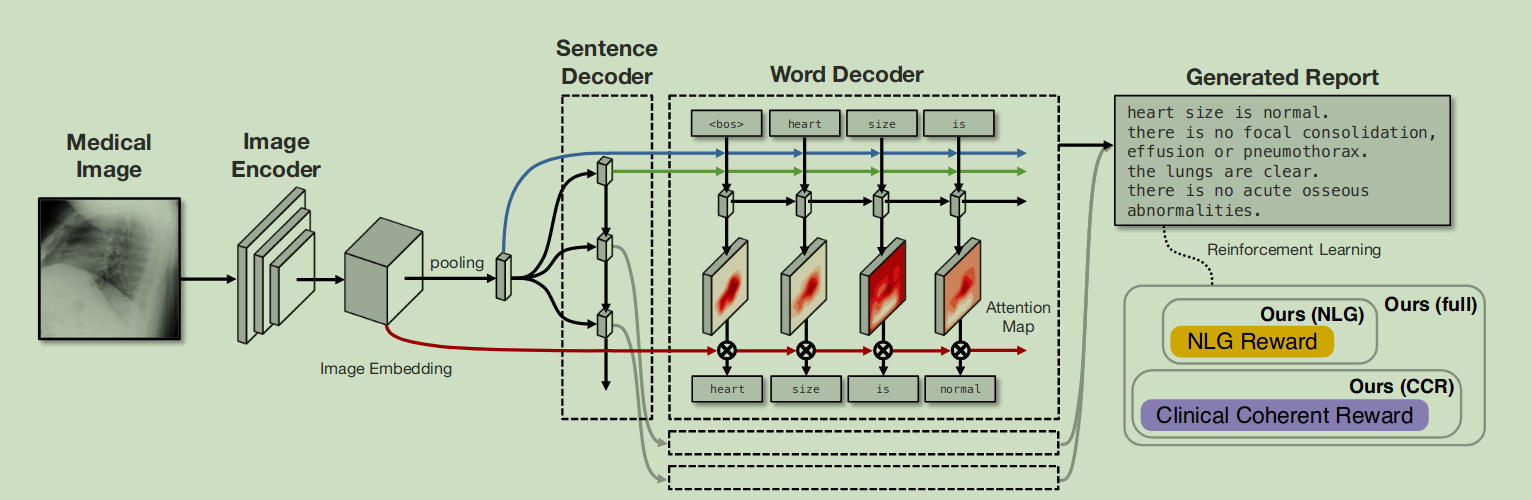 Medical
Image
Image
Encoder
Image Embedding
pooling
Sentence
Decoder
Word Decoder
<bos>
heart
size
is
Attention
Map
heart
size
is
normal
Generated Report
heart size is normal.
there is no focal consolidation,
effusion or pneumothorax.
the lungs are clear.
there is no acute osseous
abnormalities.
Reinforcement Learning
Ours (full)
Ours (NLG)
NLG Reward
Ours (CCR)
Clinical Coherent Reward